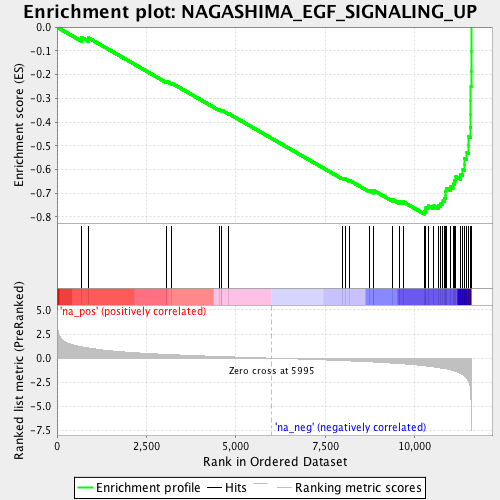 Enrichment plot: NAGASHIMA_EGF_SIGNALING_UP
Enrichment score (ES)
0.0
-0.1
-0.2
-0.3
-0.4
-0.5
-0.6
-0.7
-0.8
'na_pos' (positively correlated)
Ranked list metric (PreRanked)
5.0
2.5
0.0
-2.5
-5.0
-7.5
Zero cross at 5995
'na_neg' (negatively correlated)
0 2,500 5,000 7,500 10,000
Rank in Ordered Dataset
Enrichment profile Hits Ranking metric scores